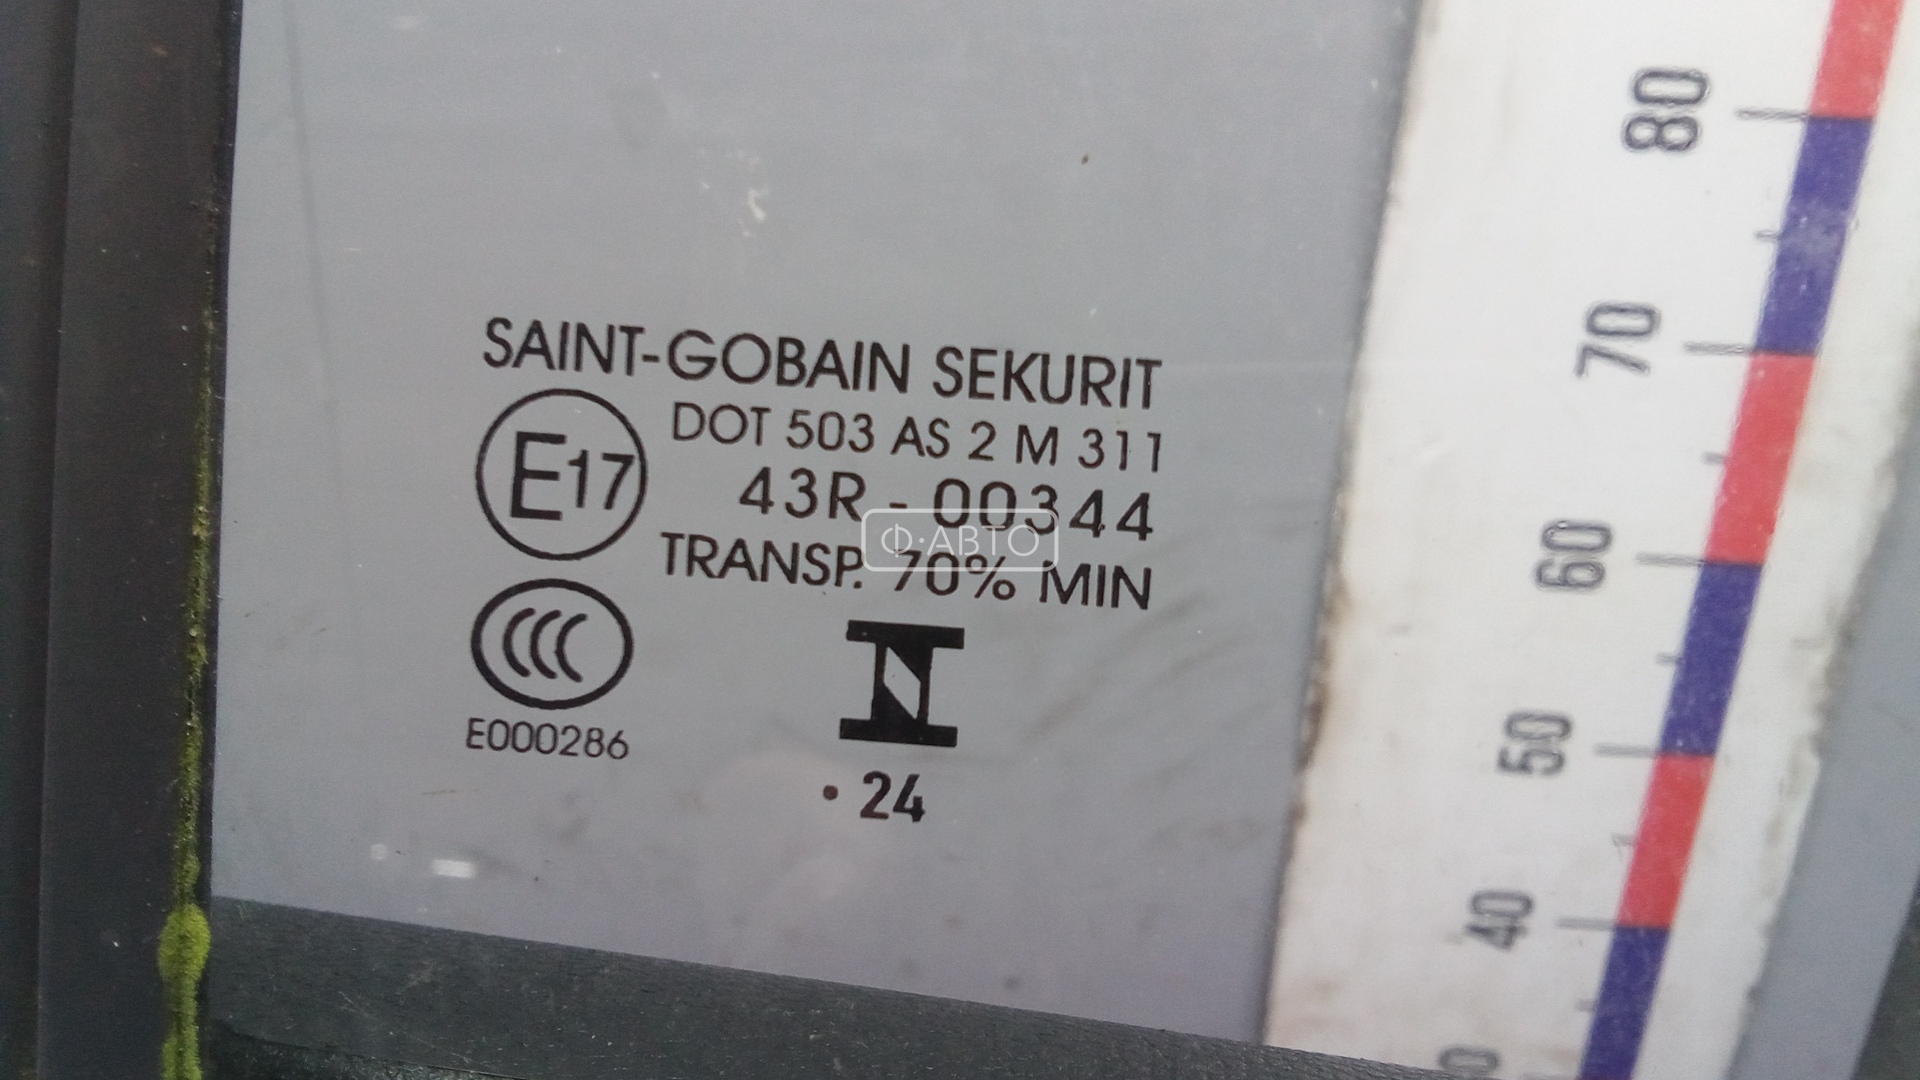 SAINT-GOBAIN SEKURIT
E17
DOT 503 AS 2 M 311
43R - 00344
TRANSP. 70% MIN
CCC
E000286
N
. 24
Ф·АВТО
80
70
60
50
40